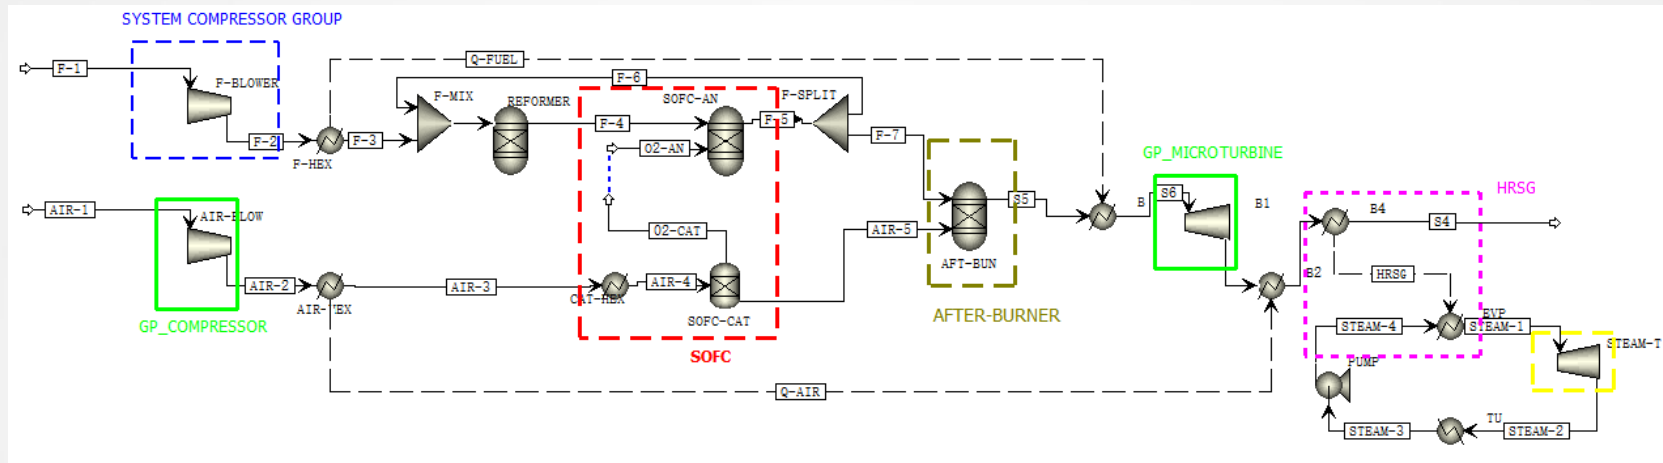 SYSTEM COMPRESSOR GROUP
F-1
F-BLOWER
F-2
F-HEX
F-3
Q-FUEL
F-6
F-MIX
REFORMER
F-4
SOFC-AN
F-5
F-SPLIT
F-7
O2-AN
O2-CAT
AIR-1
AIR-BLOW
AIR-2
GP_COMPRESSOR
AIR-3
CAT-HEX
AIR-4
SOFC-CAT
SOFC
AIR-5
AFT-BUN
AFTER-BURNER
S5
GP_MICROTURBINE
B
S6
B1
B2
HRSG
B4
S4
HRSG
EVP
STEAM-4
STEAM-1
STEAM-T
PUMP
TU
STEAM-3
STEAM-2
Q-AIR